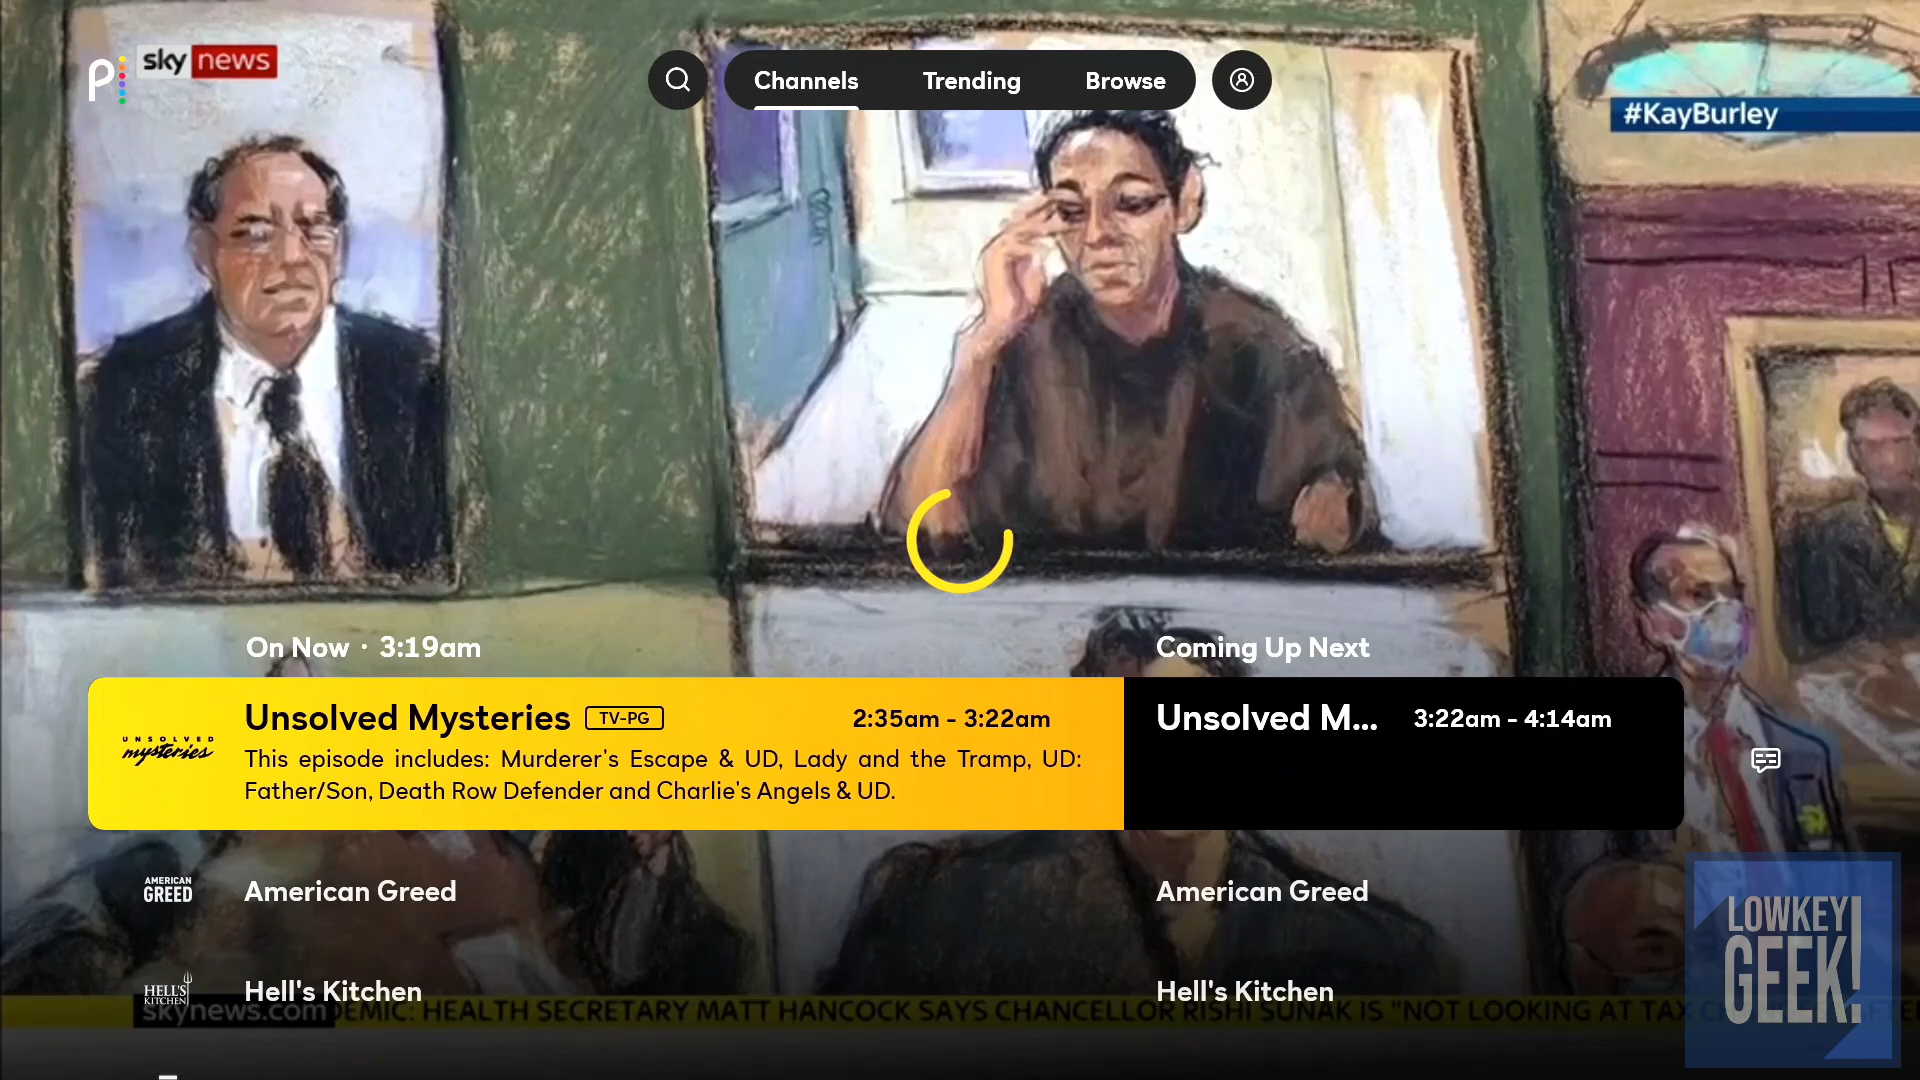 sky news
Channels
Trending
Browse
#KayBurley
On Now · 3:19am
Coming Up Next
UNSOLVED
mysteries
Unsolved Mysteries TV-PG 2:35am - 3:22am
Unsolved M... 3:22am - 4:14am
This episode includes: Murderer's Escape & UD, Lady and the Tramp, UD:
Father/Son, Death Row Defender and Charlie's Angels & UD.
AMERICAN
GREED
American Greed
American Greed
HELL'S
KITCHEN
Hell's Kitchen
Hell's Kitchen
skynews.com DEMIC: HEALTH SECRETARY MATT HANCOCK SAYS CHANCELLOR RISHI SUNAK IS "NOT LOOKING AT TAX
LOWKEY
GEEK!